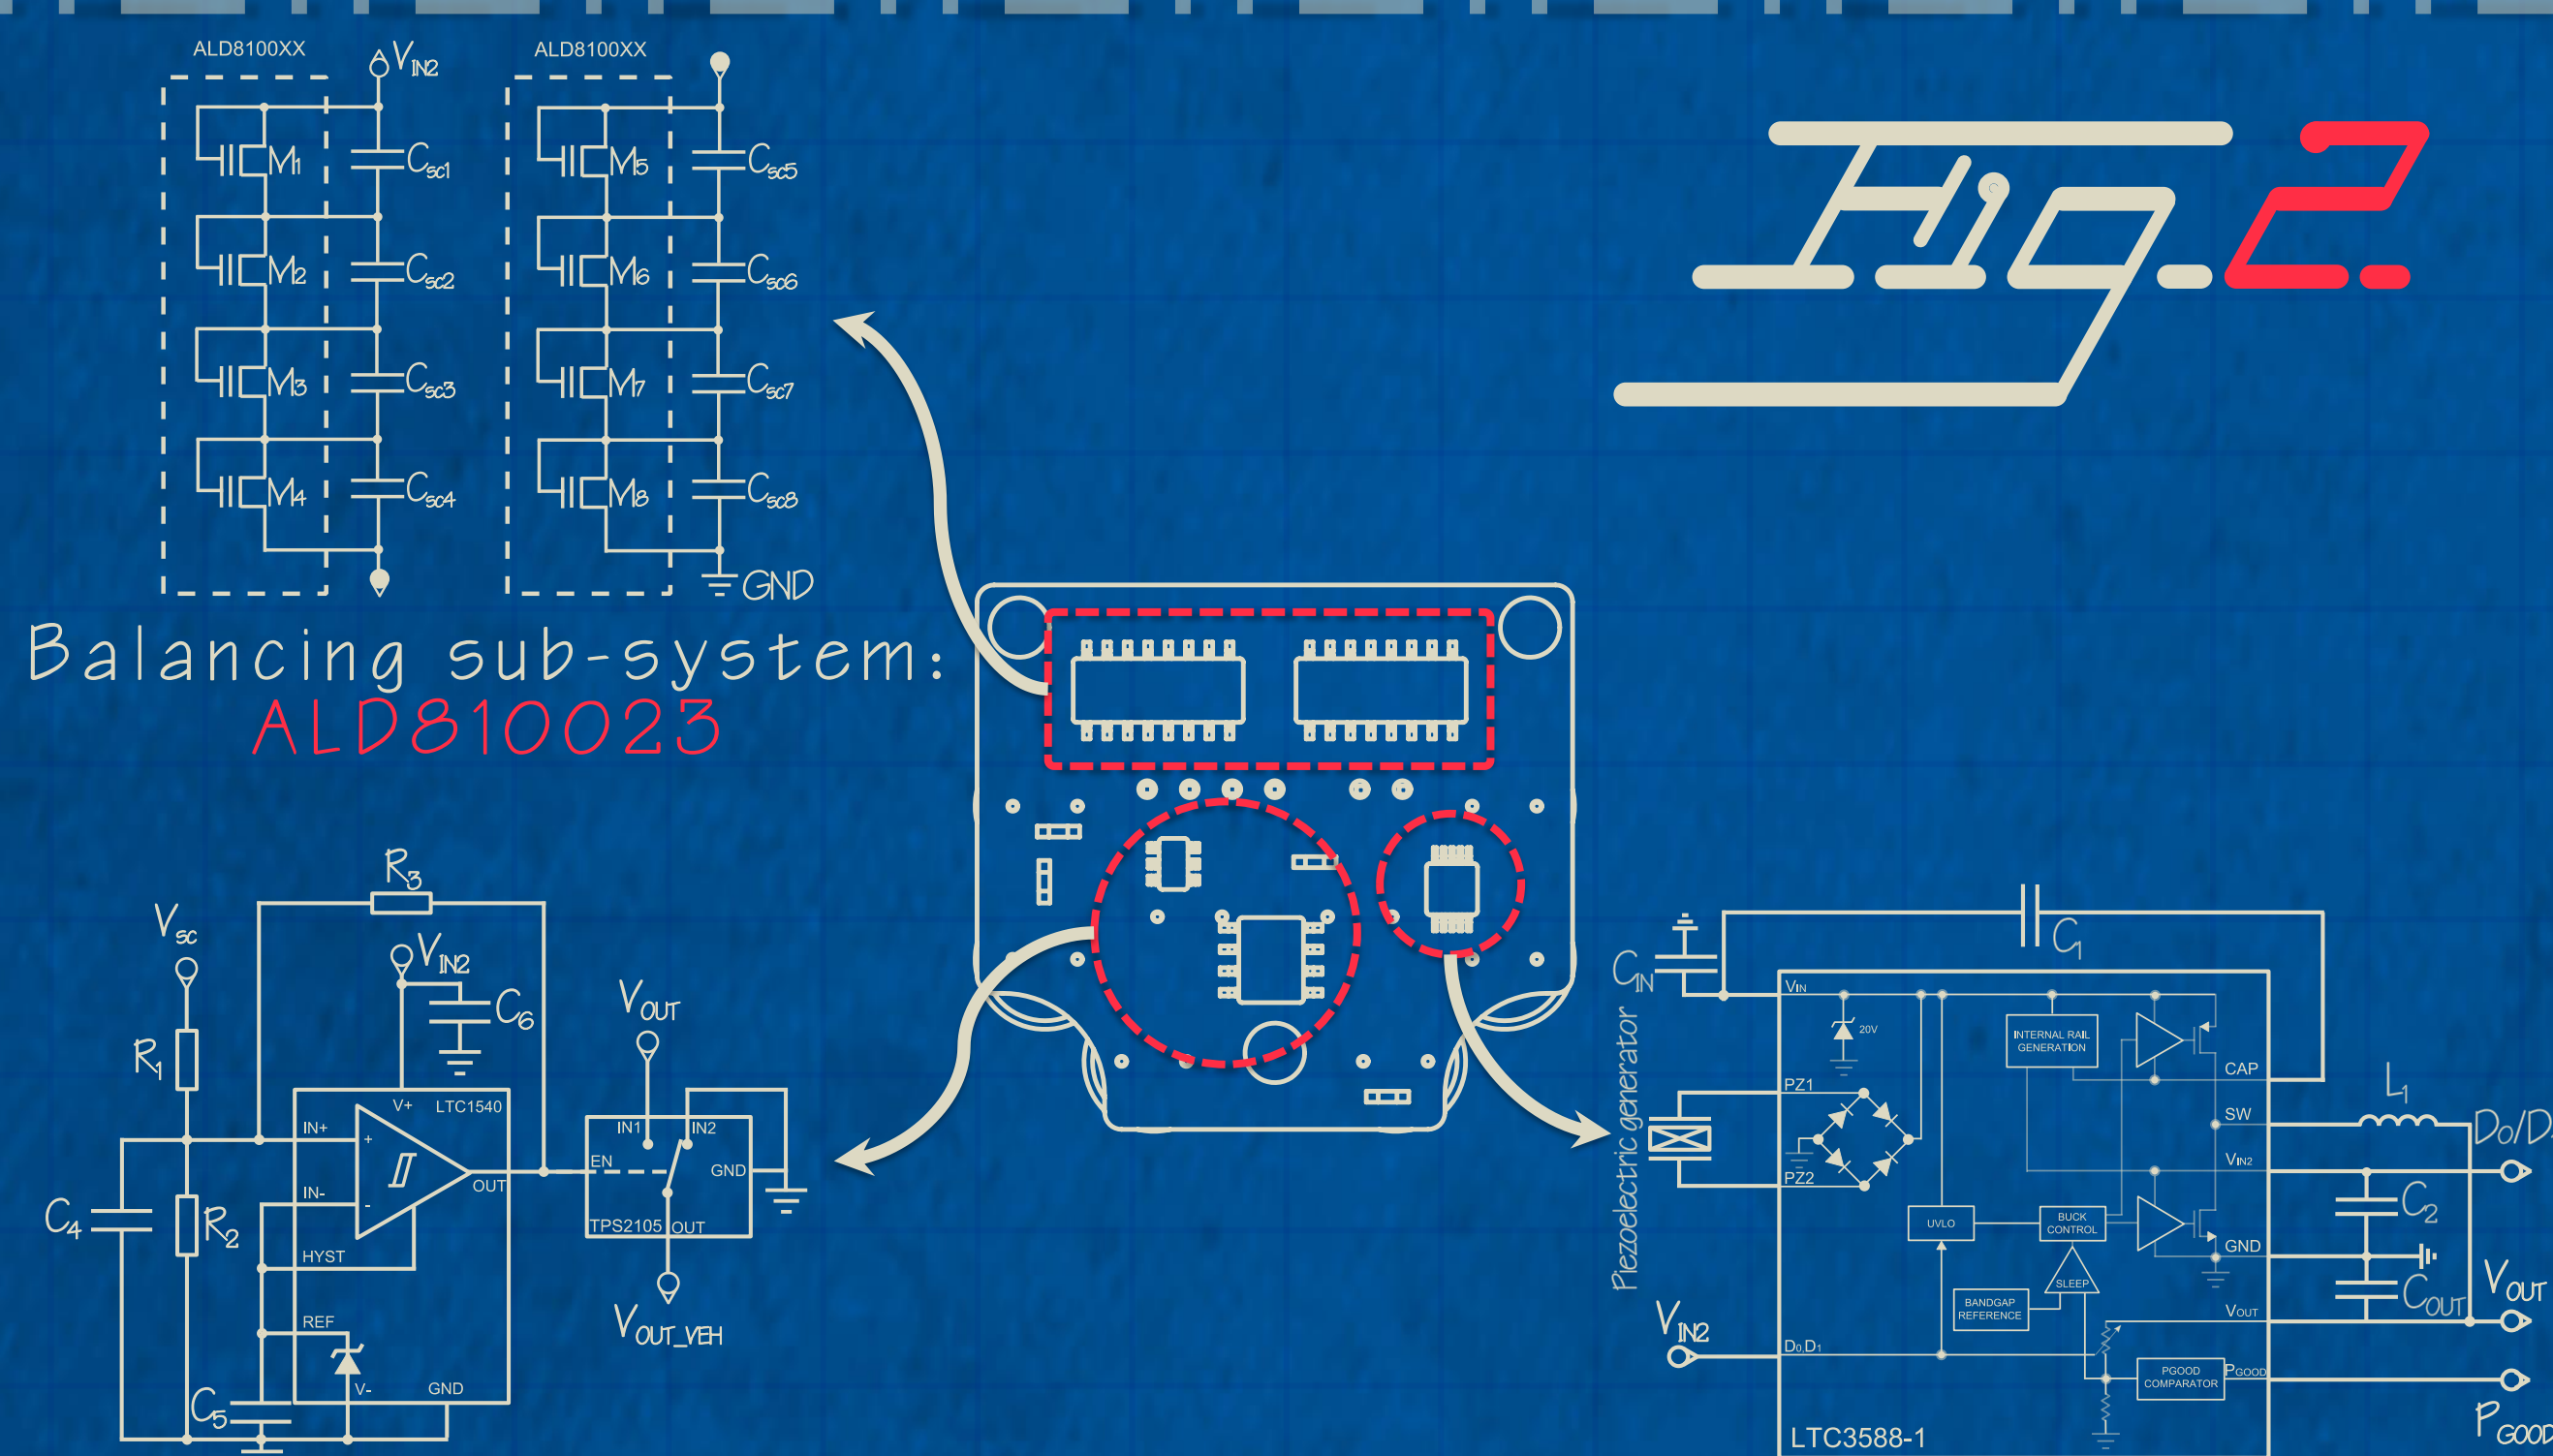 ALD8100XX
VIN2
M1
Csc1
M2
Csc2
M3
Csc3
M4
Csc4
ALD8100XX
M5
Csc5
M6
Csc6
M7
Csc7
M8
Csc8
GND
Fig.2.
Balancing sub-system:
ALD810023
R3
Vsc
VIN2
C6
R1
V+
LTC1540
IN+
+
IN-
-
OUT
HYST
C4
R2
REF
V-
GND
C5
VOUT
IN1
IN2
EN
GND
TPS2105
OUT
VOUT_VEH
C1
CIN
VIN
20V
INTERNAL RAIL
GENERATION
CAP
PZ1
PZ2
Piezoelectric generator
SW
L1
D0/D
VIN2
UVLO
BUCK
CONTROL
C2
GND
SLEEP
BANDGAP
REFERENCE
COUT
VOUT
VOUT
VIN2
D0,D1
PGOOD
COMPARATOR
PGOOD
PGOOD
LTC3588-1